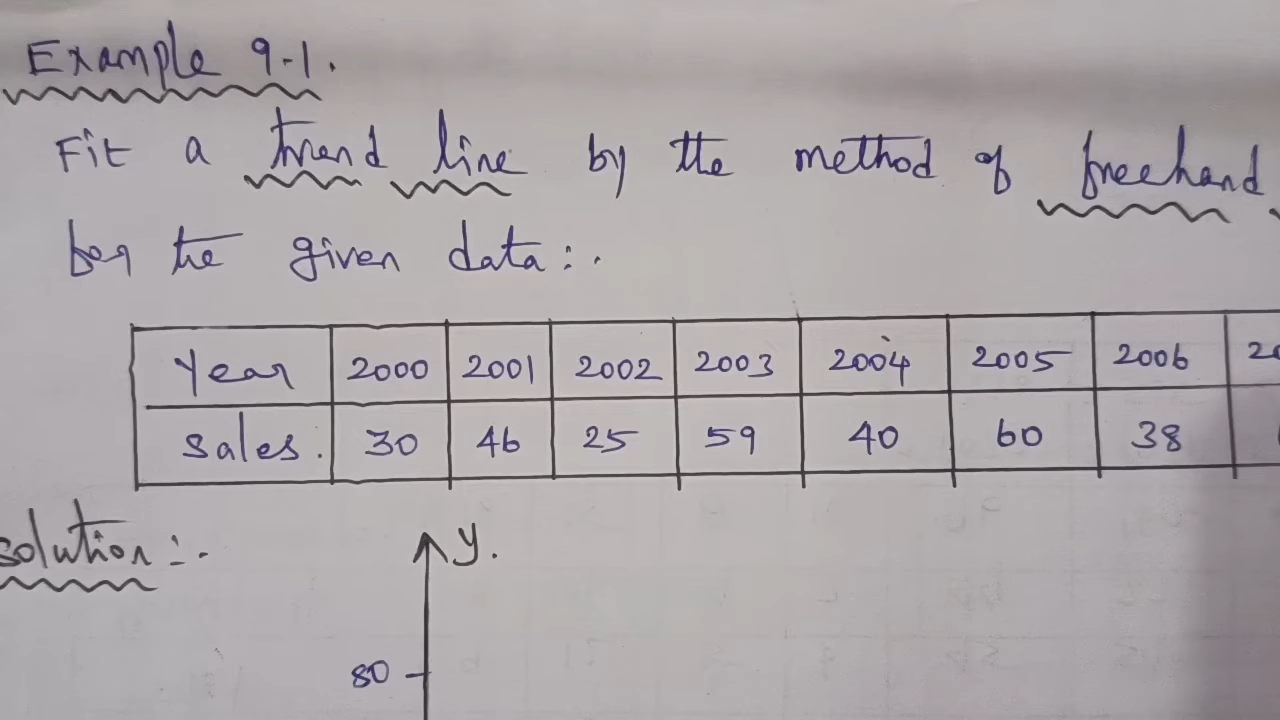 Example 9.1.
Fit a trend line by the method of freehand
for the given data:.
Year 2000 2001 2002 2003 2004 2005 2006
Sales. 30 46 25 59 40 60 38
solution:-.
y.
80